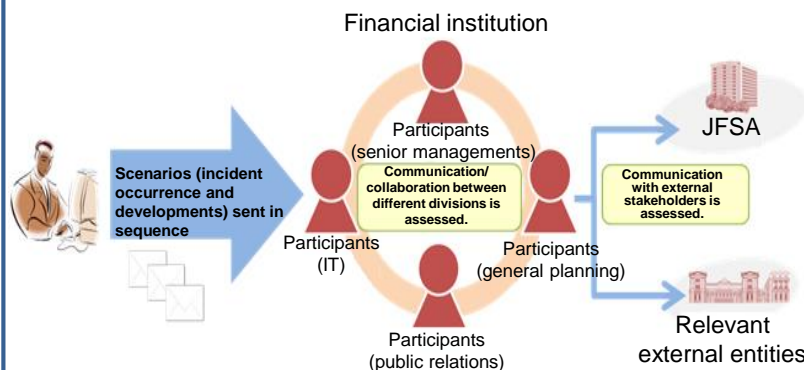 Financial institution
Participants
(senior managements)
Scenarios (incident
occurrence and
developments) sent in
sequence
Communication/
collaboration between
different divisions is
assessed.
Participants
(IT)
Participants
(general planning)
Participants
(public relations)
JFSA
Communication
with external
stakeholders is
assessed.
Relevant
external entities